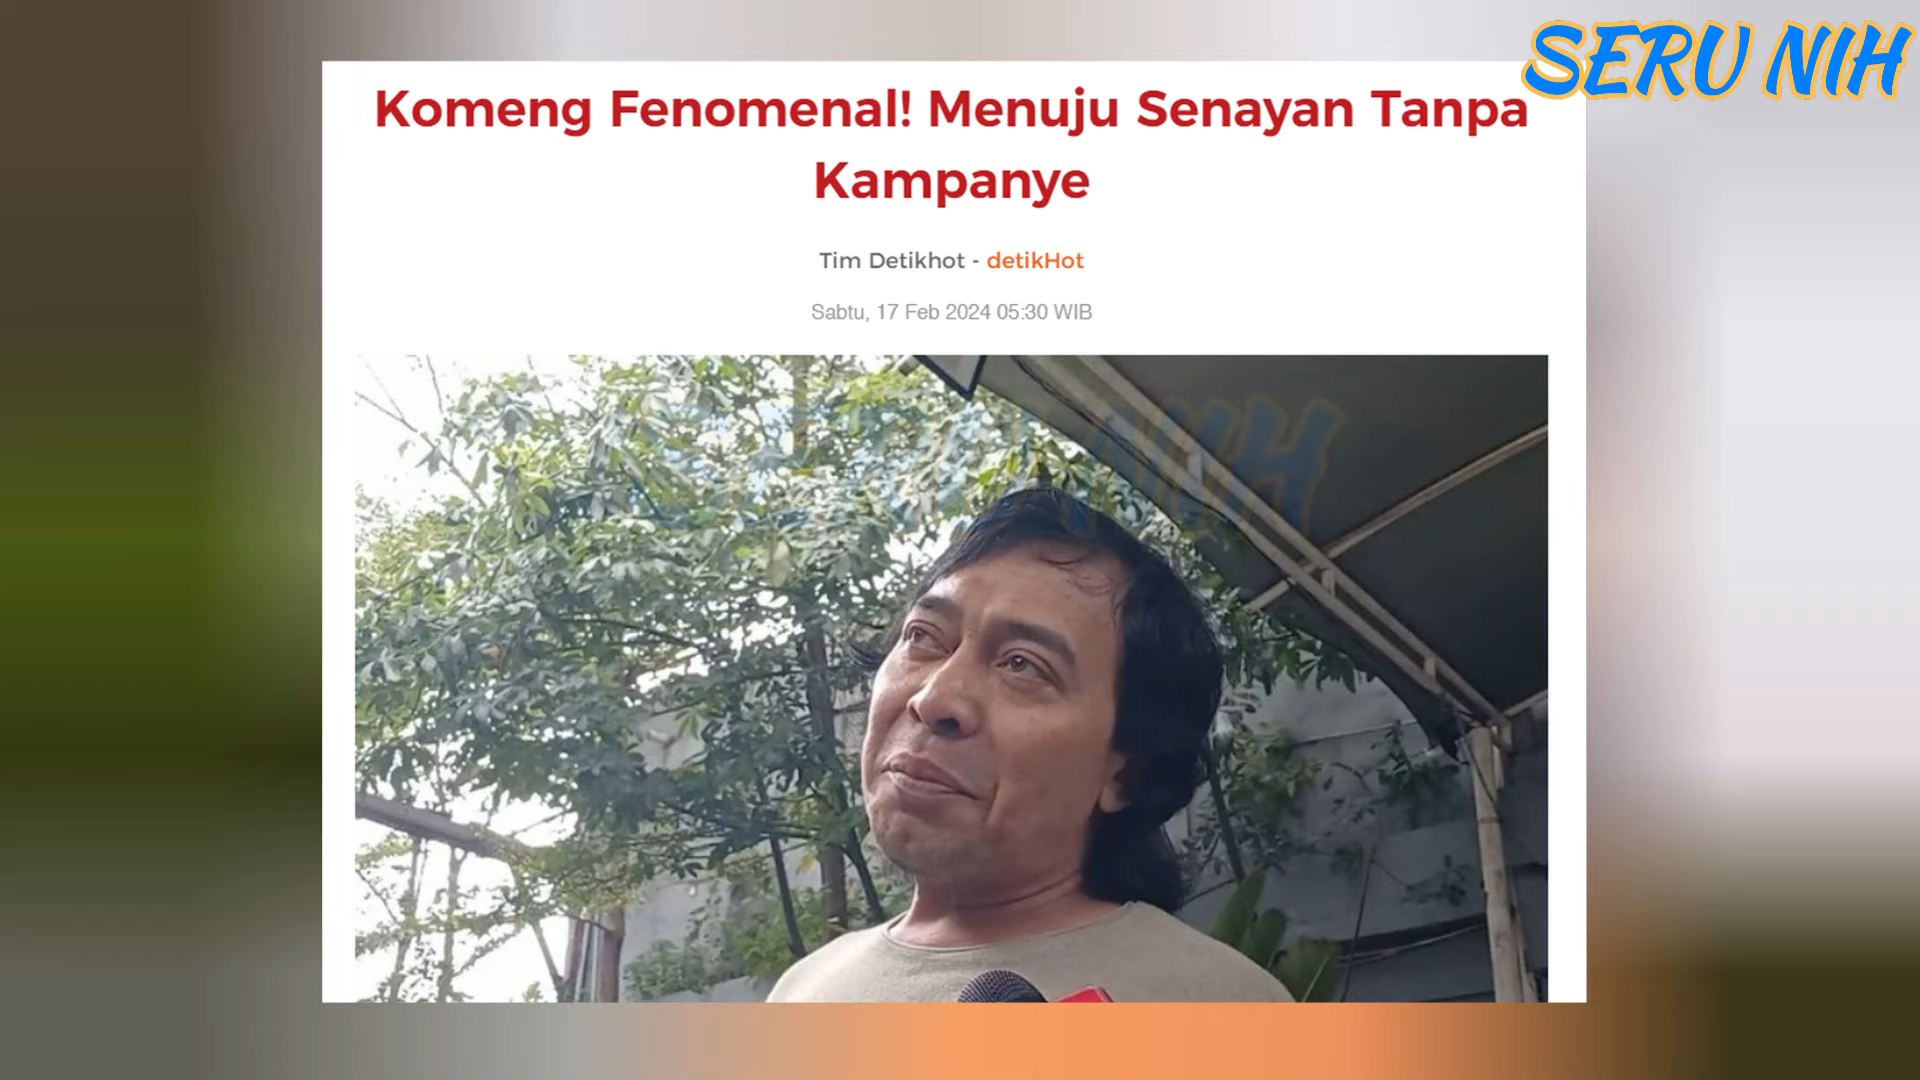 SERU NIH
Komeng Fenomenal! Menuju Senayan Tanpa
Kampanye
Tim Detikhot - detikHot
Sabtu, 17 Feb 2024 05:30 WIB